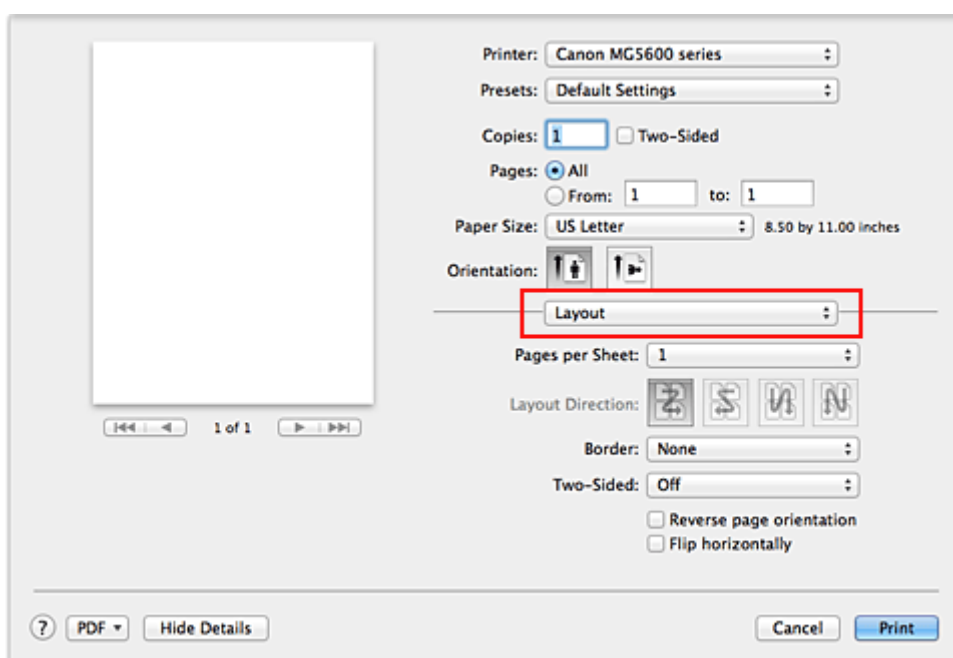 Printer: Canon MG5600 series
Presets: Default Settings
Copies: 1 Two-Sided
Pages: All
From: 1 to: 1
Paper Size: US Letter 8.50 by 11.00 inches
Orientation:
Layout
Pages per Sheet: 1
Layout Direction:
1 of 1
Border: None
Two-Sided: Off
Reverse page orientation
Flip horizontally
? PDF Hide Details Cancel Print